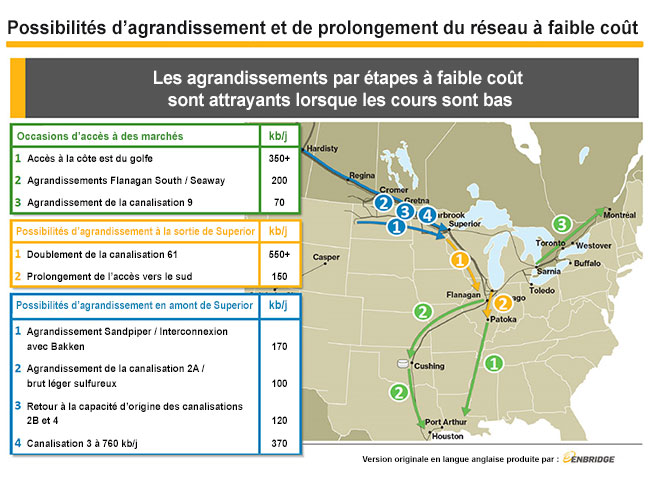 Possibilités d’agrandissement et de prolongement du réseau à faible coût
Les agrandissements par étapes à faible coût
sont attrayants lorsque les cours sont bas
Occasions d’accès à des marchés kb/j
1 Accès à la côte est du golfe 350+
2 Agrandissements Flanagan South / Seaway 200
3 Agrandissement de la canalisation 9 70
Possibilités d’agrandissement à la sortie de Superior kb/j
1 Doublement de la canalisation 61 550+
2 Prolongement de l’accès vers le sud 150
Possibilités d’agrandissement en amont de Superior kb/j
1 Agrandissement Sandpiper / Interconnexion
avec Bakken 170
2 Agrandissement de la canalisation 2A /
brut léger sulfureux 100
3 Retour à la capacité d’origine des canalisations
2B et 4 120
4 Canalisation 3 à 760 kb/j 370
Hardisty
Regina
Cromer
Gretna
2
3
4
rbrook
Superior
1
3
Montréal
Toronto
Westover
Buffalo
Sarnia
Toledo
Casper
1
Flanagan
2
ago
Patoka
2
Cushing
1
2
Port Arthur
Houston
Version originale en langue anglaise produite par : ENBRIDGE